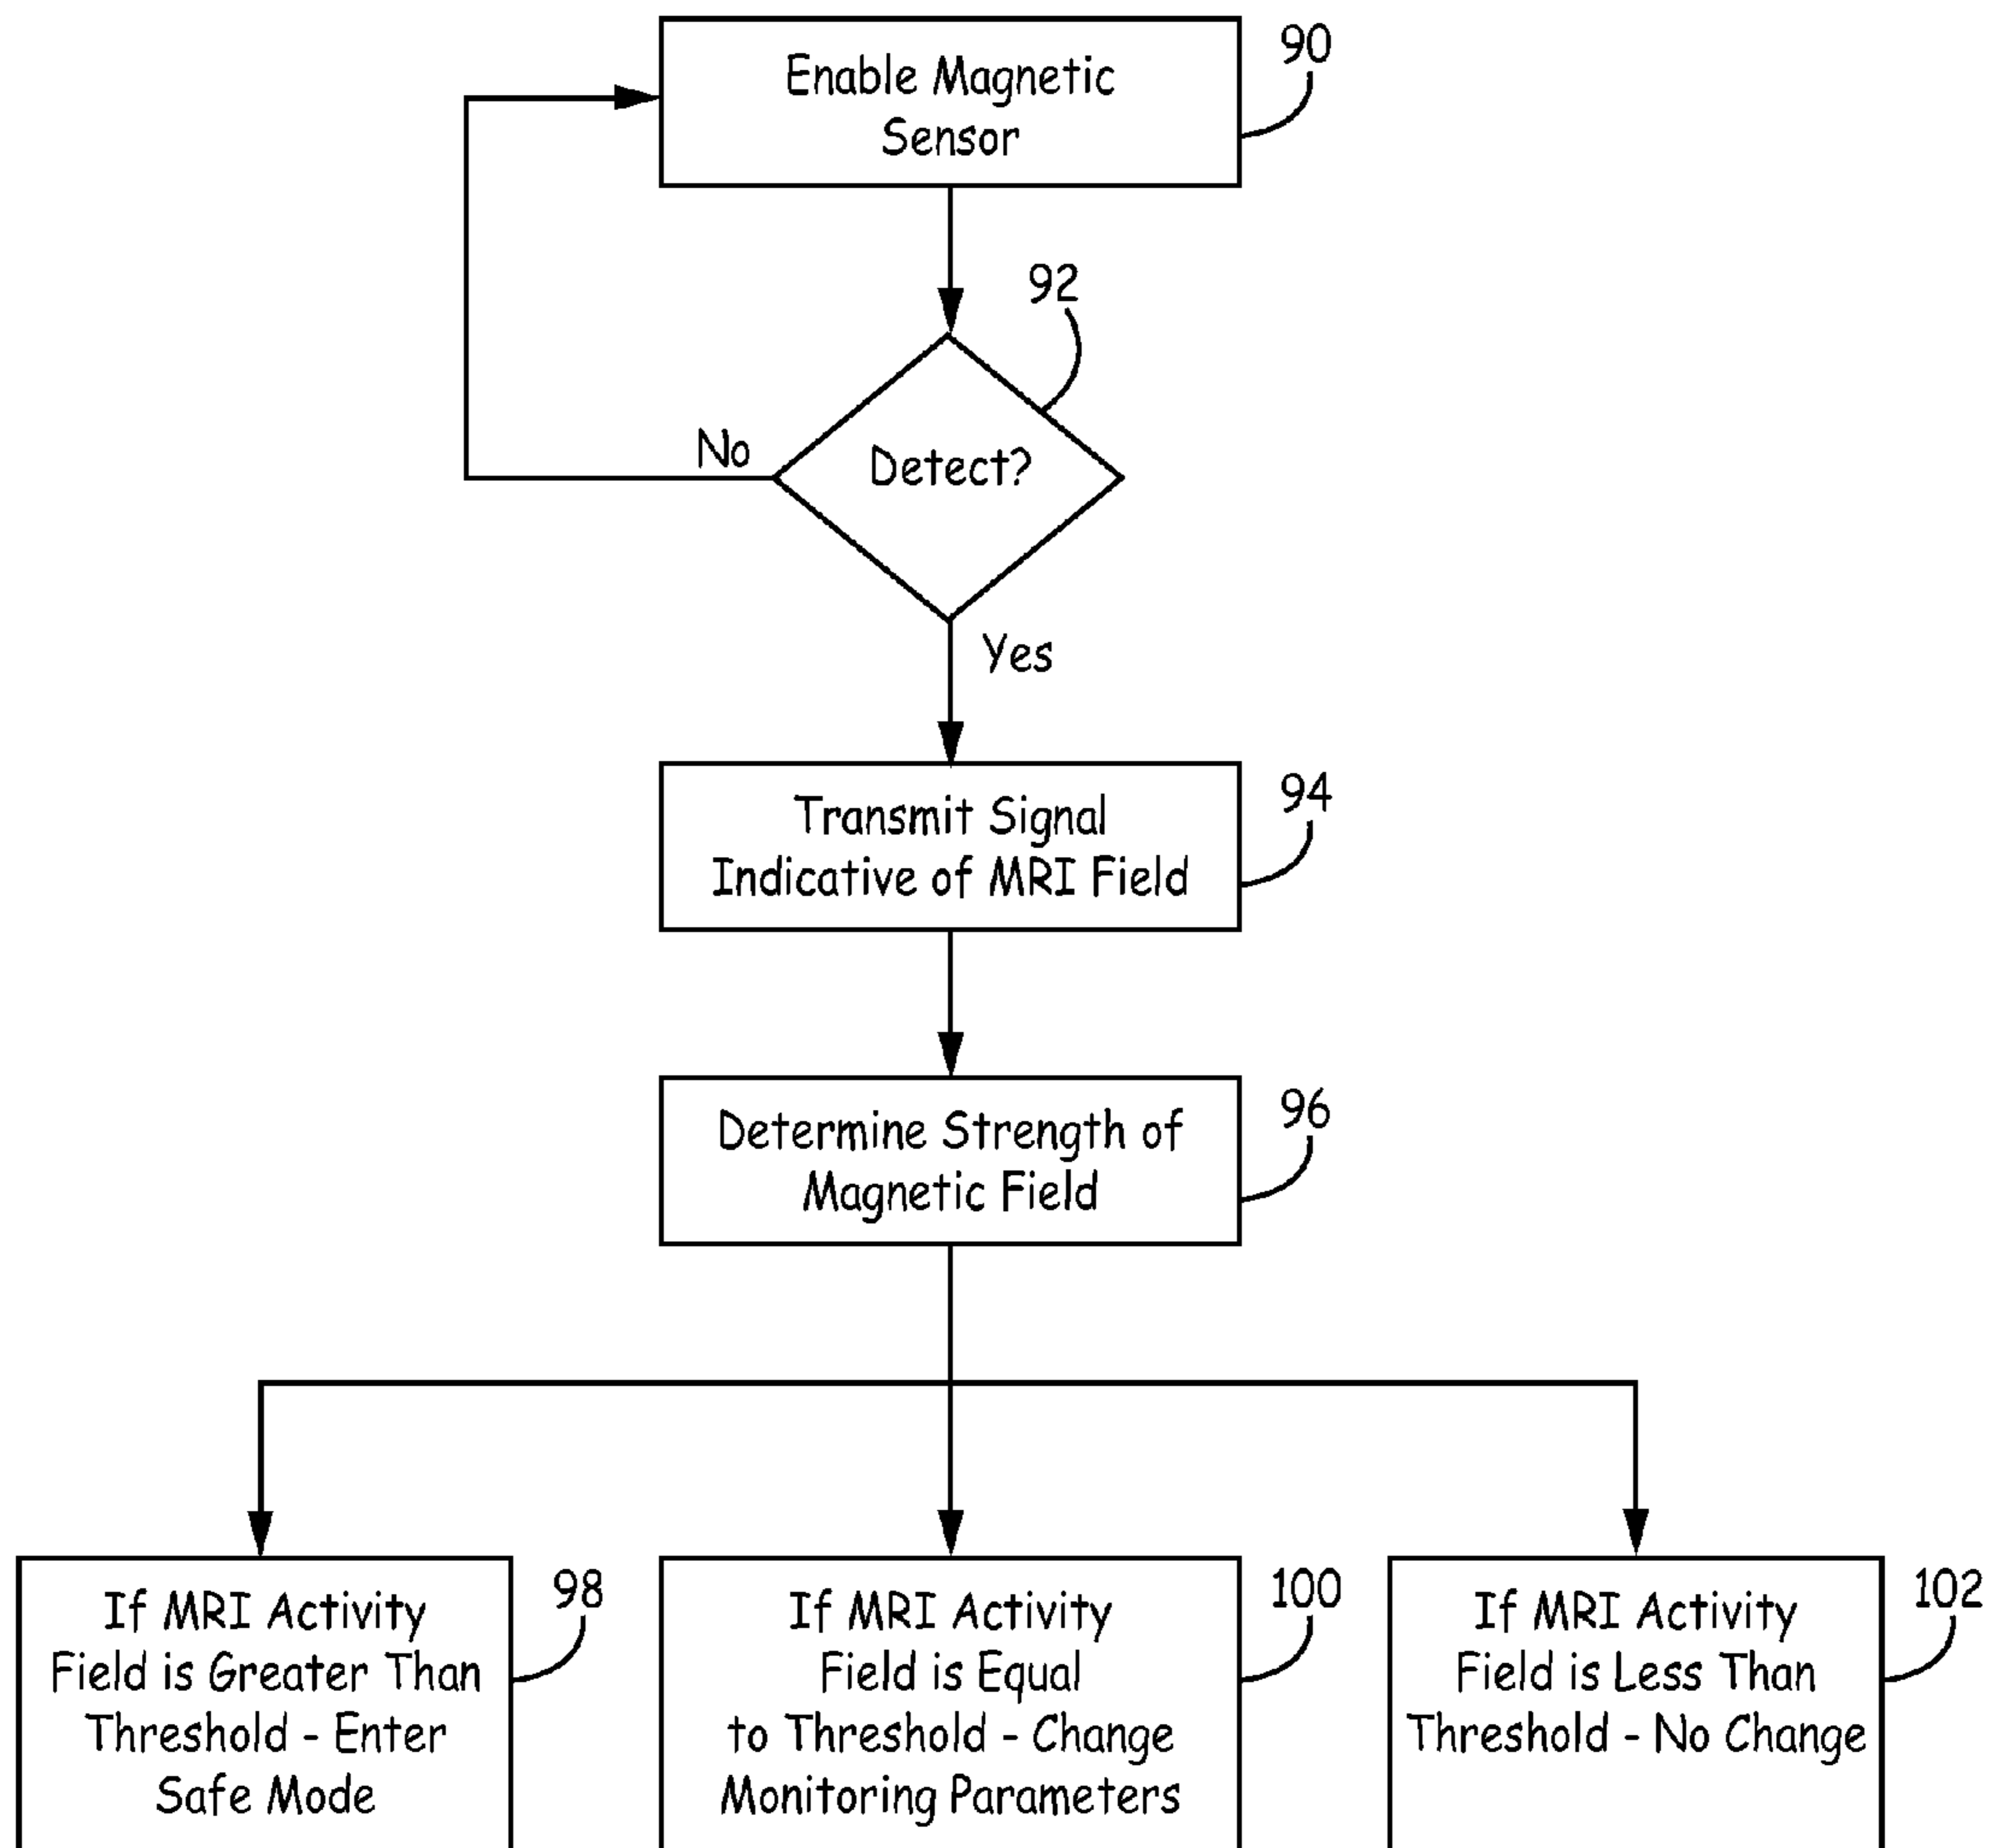 Enable Magnetic
Sensor
90
92
Detect?
No
Yes
Transmit Signal
Indicative of MRI Field
94
Determine Strength of
Magnetic Field
96
If MRI Activity
Field is Greater Than
Threshold - Enter
Safe Mode
98
If MRI Activity
Field is Equal
to Threshold - Change
Monitoring Parameters
100
If MRI Activity
Field is Less Than
Threshold - No Change
102